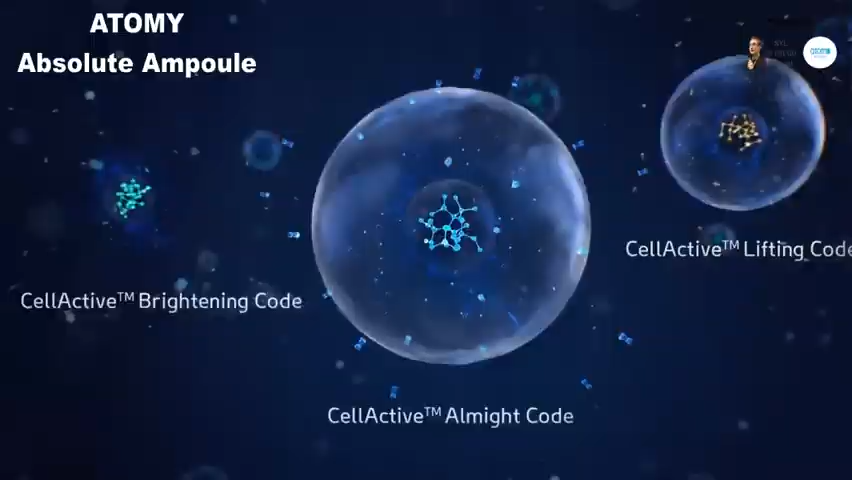 ATOMY
Absolute Ampoule
CellActive™ Brightening Code
CellActive™ Almight Code
CellActive™ Lifting Code